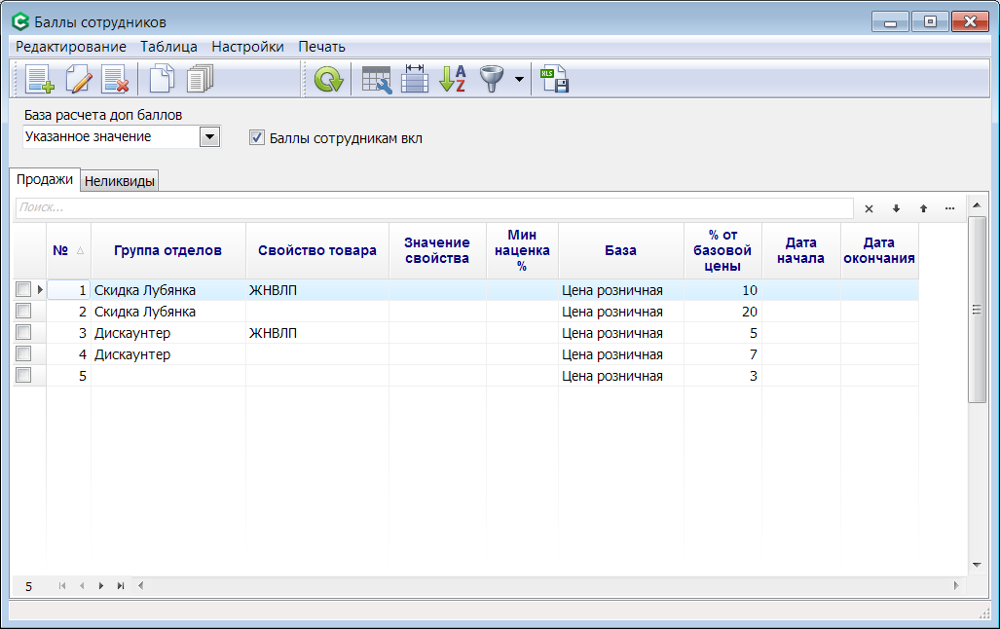 Баллы сотрудников
Редактирование Таблица Настройки Печать
A
Z
XLS
База расчета доп баллов
Указанное значение
Баллы сотрудникам вкл
Продажи Неликвиды
Поиск...
№ Группа отделов Свойство товара Значение свойства Мин наценка % База % от базовой цены Дата начала Дата окончания
1 Скидка Лубянка ЖНВЛП Цена розничная 10
2 Скидка Лубянка Цена розничная 20
3 Дискаунтер ЖНВЛП Цена розничная 5
4 Дискаунтер Цена розничная 7
5 Цена розничная 3
5